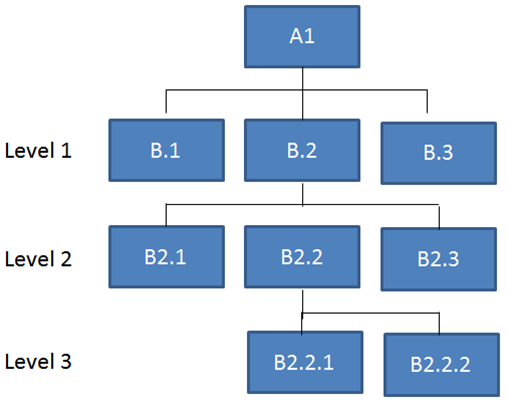 A1
Level 1 B.1 B.2 B.3
Level 2 B2.1 B2.2 B2.3
Level 3 B2.2.1 B2.2.2